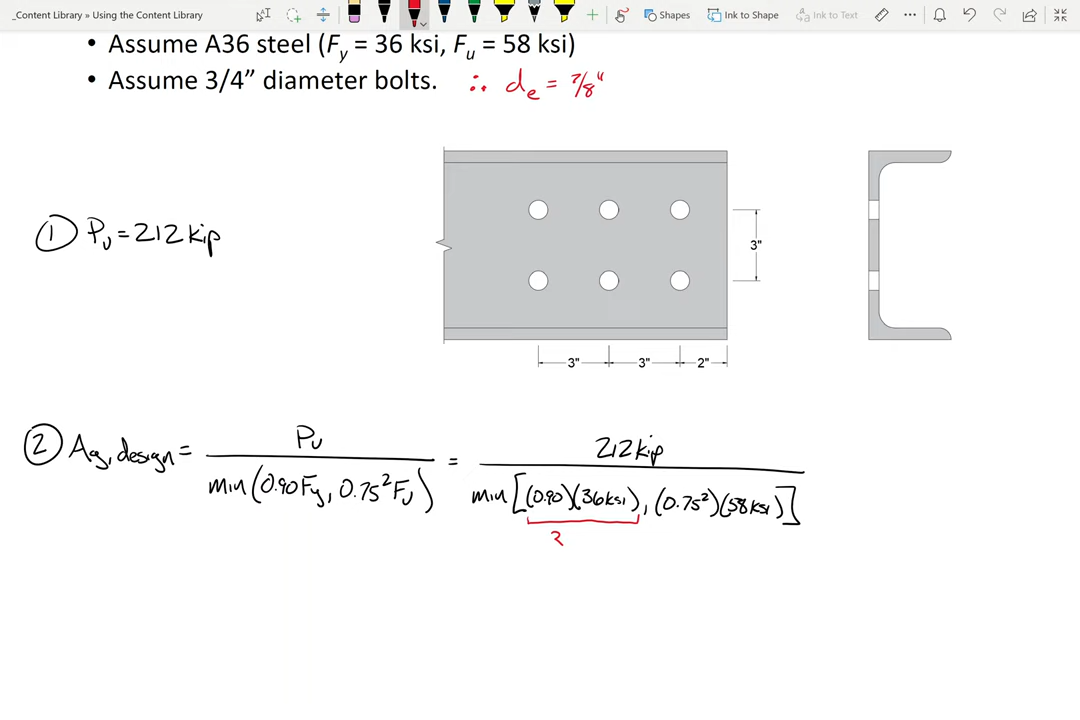 _Content Library » Using the Content Library
Shapes
Ink to Shape
Ink to Text
• Assume A36 steel (Fy = 36 ksi, Fu = 58 ksi)
• Assume 3/4” diameter bolts. ∴ de = 7/8"
3"
① Pu = 212 kip
3" 3" 2"
② Ag, design = Pu / min(0.90Fy, 0.75²Fu) = 212 kip / min[(0.90)(36ksi), (0.75²)(58ksi)]
3